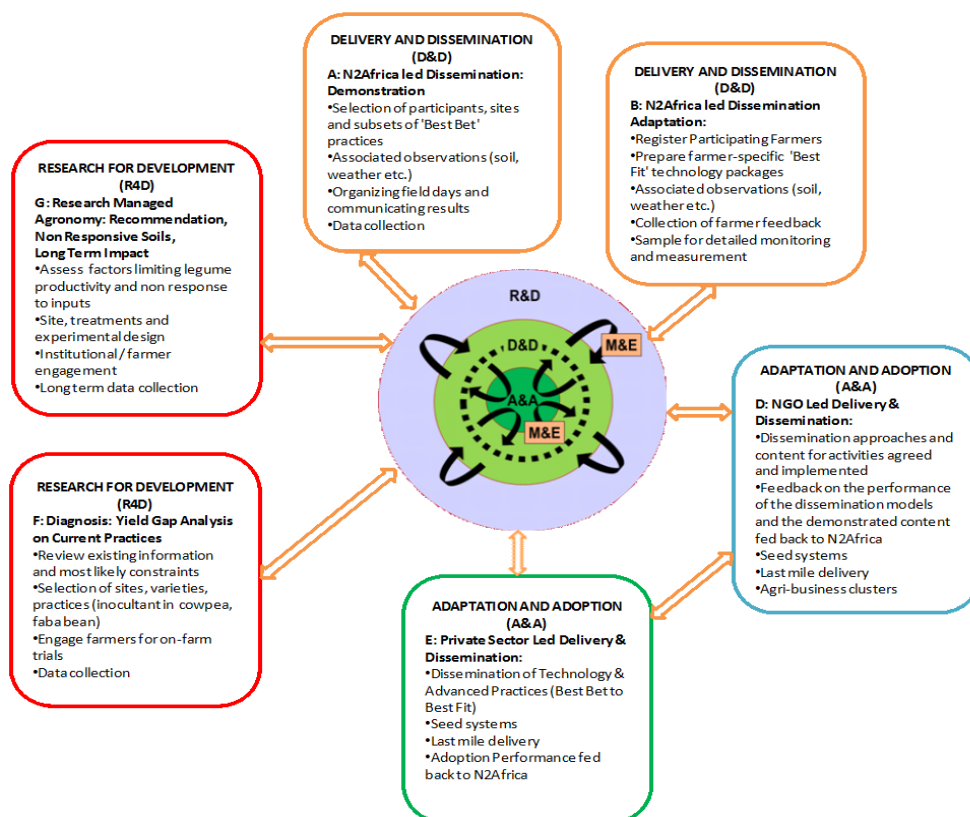 DELIVERY AND DISSEMINATION
(D&D)
A: N2Africa led Dissemination:
Demonstration
•Selection of participants, sites
and subsets of 'Best Bet'
practices
•Associated observations (soil,
weather etc.)
•Organizing field days and
communicating results
•Data collection
DELIVERY AND DISSEMINATION
(D&D)
B: N2Africa led Dissemination
Adaptation:
•Register Participating Farmers
•Prepare farmer-specific 'Best
Fit' technology packages
•Associated observations (soil,
weather etc.)
•Collection of farmer feedback
•Sample for detailed monitoring
and measurement
RESEARCH FOR DEVELOPMENT
(R4D)
G: Research Managed
Agronomy: Recommendation,
Non Responsive Soils,
Long Term Impact
•Assess factors limiting legume
productivity and non response
to inputs
•Site, treatments and
experimental design
•Institutional / farmer
engagement
•Long term data collection
R&D
D&D
M&E
A&A
M&E
ADAPTATION AND ADOPTION
(A&A)
D: NGO Led Delivery &
Dissemination:
•Dissemination approaches and
content for activities agreed and
implemented
•Feedback on the performance
of the dissemination models
and the demonstrated content
fed back to N2Africa
•Seed systems
•Last mile delivery
•Agri-business clusters
RESEARCH FOR DEVELOPMENT
(R4D)
F: Diagnosis: Yield Gap Analysis
on Current Practices
•Review existing information
and most likely constraints
•Selection of sites, varieties,
practices (inocultant in cowpea,
faba bean)
•Engage farmers for on-farm
trials
•Data collection
ADAPTATION AND ADOPTION
(A&A)
E: Private Sector Led Delivery &
Dissemination:
•Dissemination of Technology &
Advanced Practices (Best Bet to
Best Fit)
•Seed systems
•Last mile delivery
•Adoption Performance fed
back to N2Africa